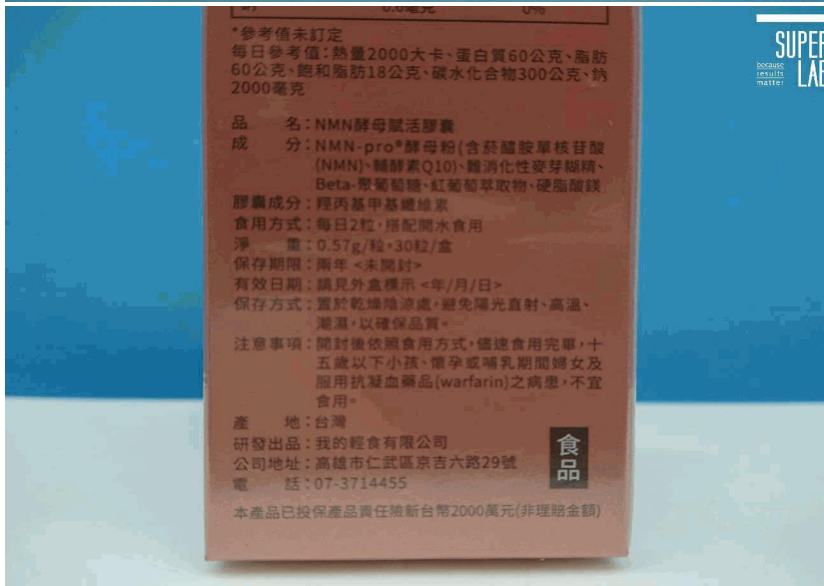 鈉 0.0毫克 0%
*參考值未訂定
每日參考值:熱量2000大卡、蛋白質60公克、脂肪
60公克、飽和脂肪18公克、碳水化合物300公克、鈉
2000毫克
品 名:NMN酵母賦活膠囊
成 分:NMN-pro®酵母粉(含菸醯胺單核苷酸
(NMN)、輔酵素Q10)、難消化性麥芽糊精、
Beta-聚葡萄糖、紅葡萄萃取物、硬脂酸鎂
膠囊成分:羥丙基甲基纖維素
食用方式:每日2粒,搭配開水食用
淨 重:0.57g/粒,30粒/盒
保存期限:兩年 <未開封>
有效日期:請見外盒標示 <年/月/日>
保存方式:置於乾燥陰涼處,避免陽光直射、高溫、
潮濕,以確保品質。
注意事項:開封後依照食用方式,儘速食用完畢,十
五歲以下小孩、懷孕或哺乳期間婦女及
服用抗凝血藥品(warfarin)之病患,不宜
食用。
產 地:台灣
研發出品:我的輕食有限公司
公司地址:高雄市仁武區京吉六路29號
電 話:07-3714455
食品
本產品已投保產品責任險新台幣2000萬元(非理賠金額)
SUPER
LAB
because
results
matter